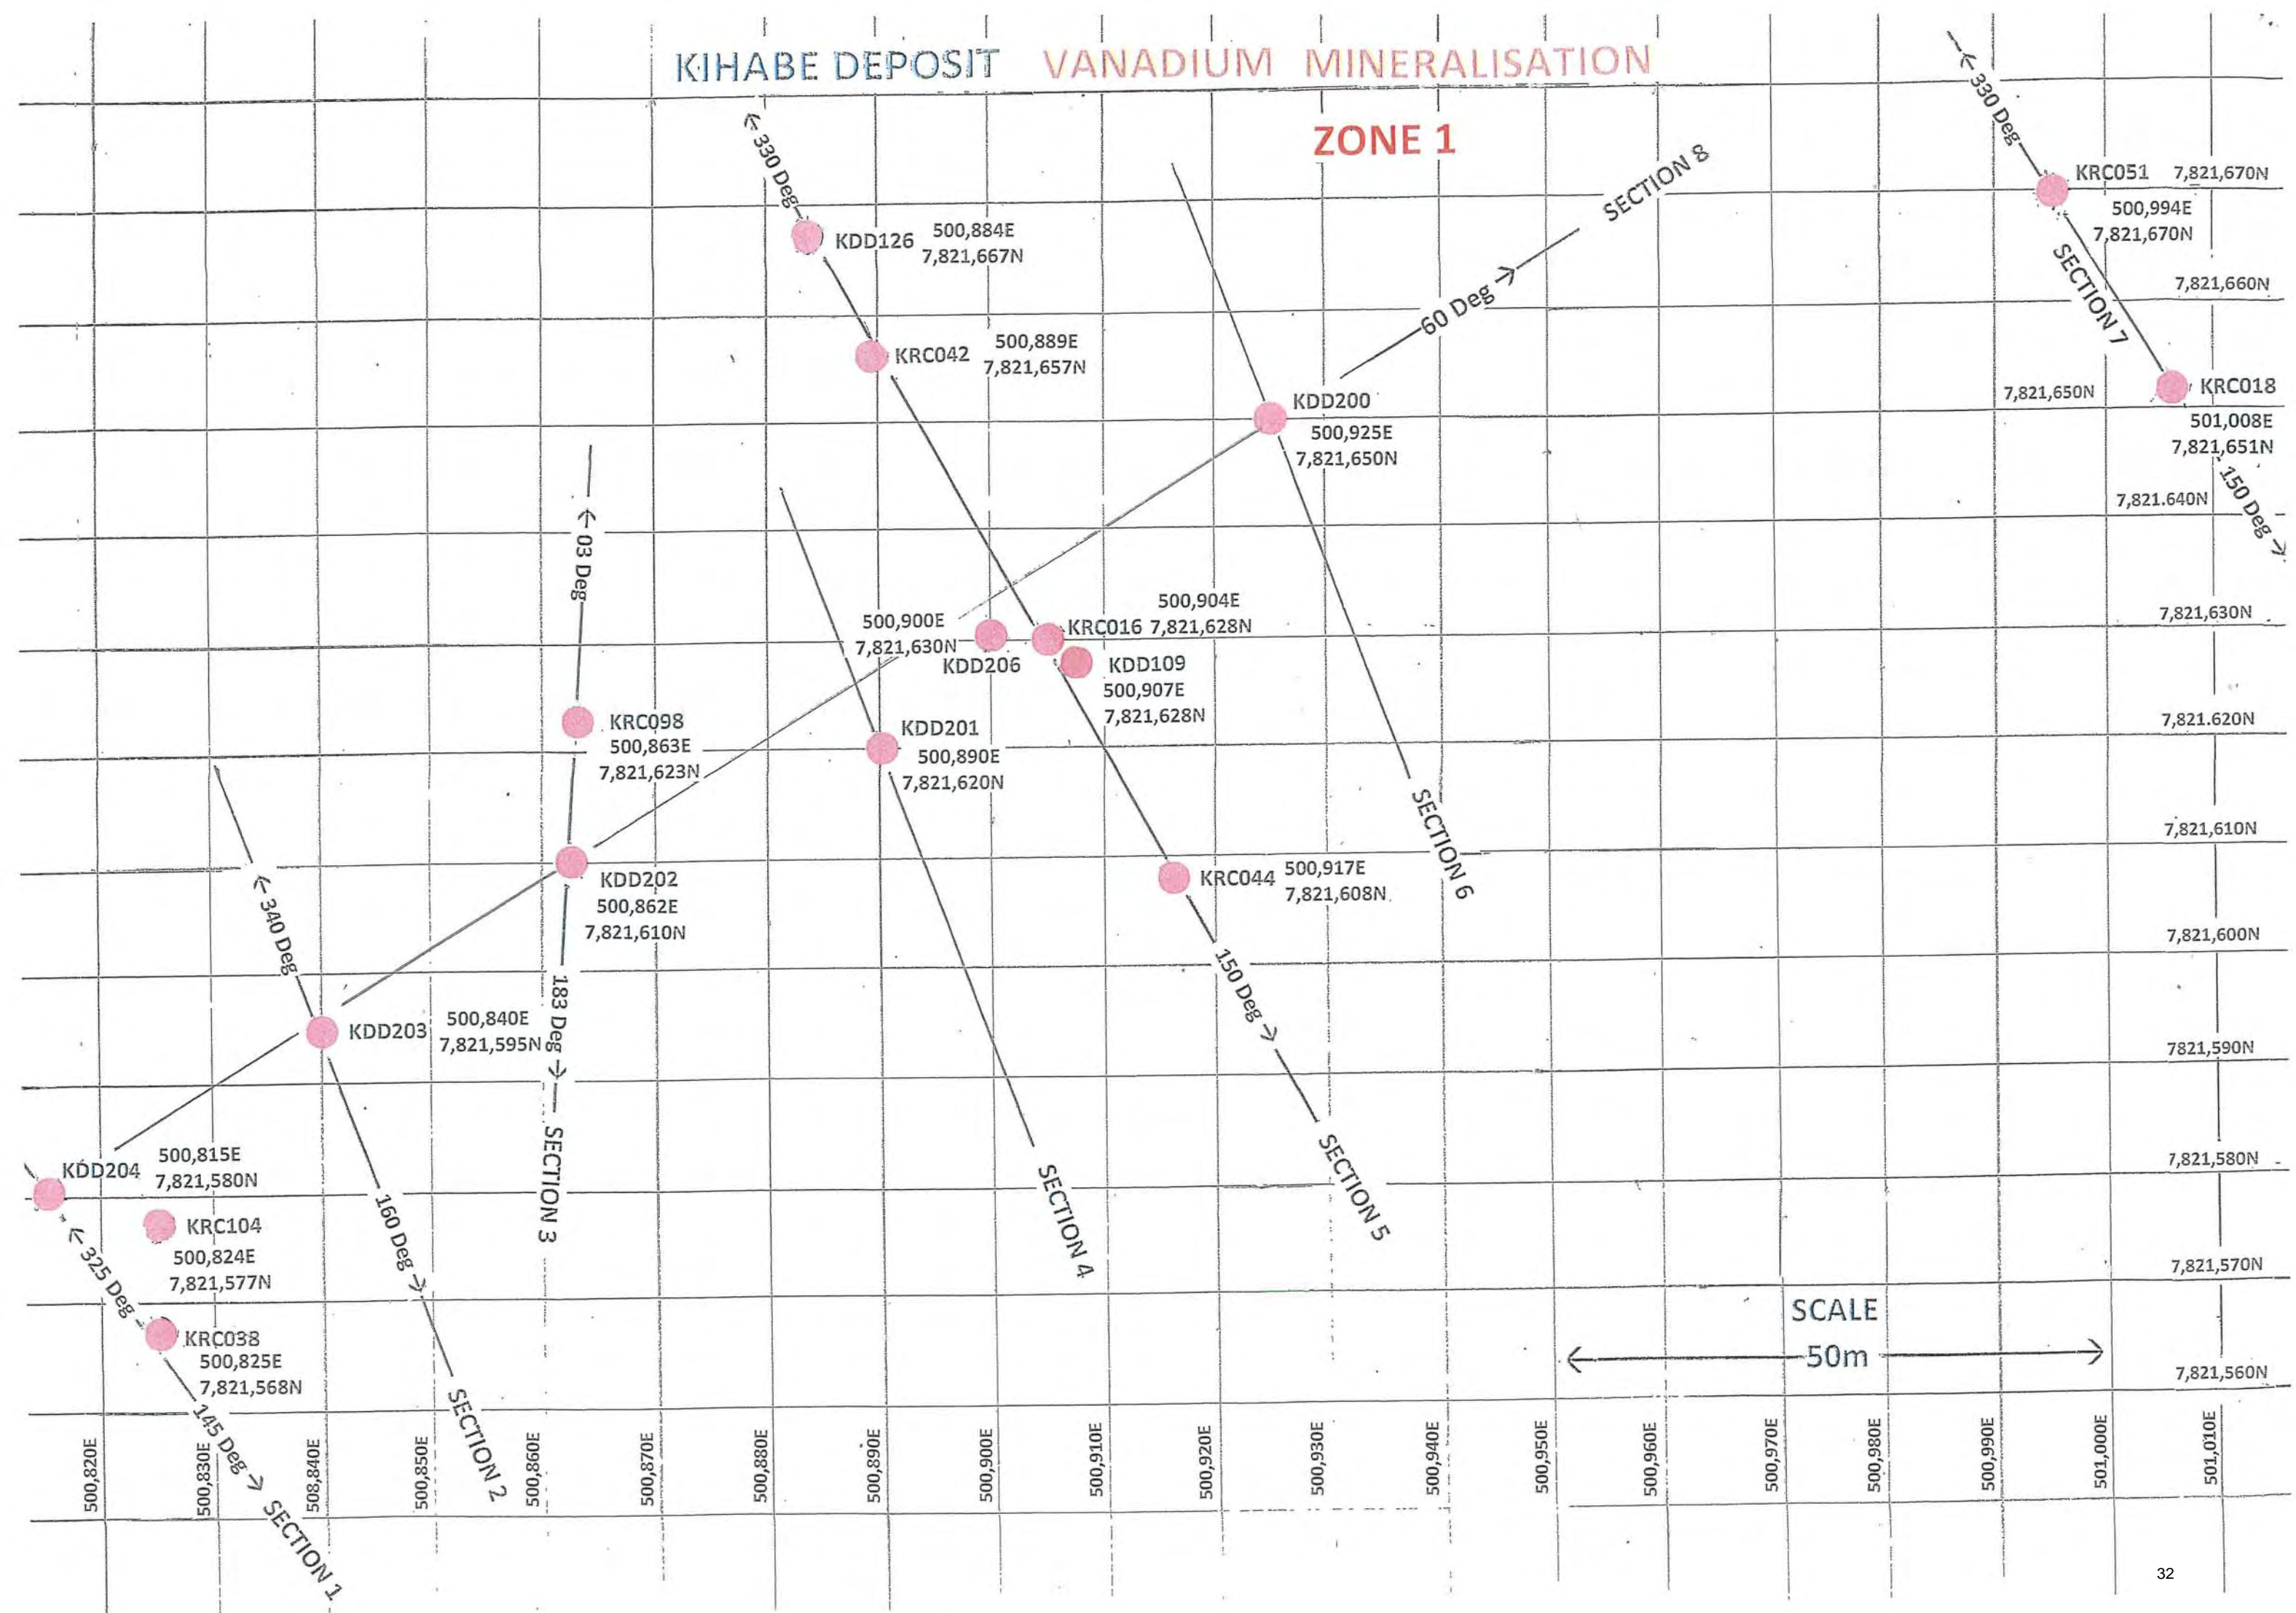 KIHABE DEPOSIT VANADIUM MINERALISATION
ZONE 1
← 330 Deg
← 330 Deg
SECTION 8
60 Deg →
KRC051 7,821,670N
500,994E
7,821,670N
SECTION 7
7,821,660N
KDD126 500,884E
7,821,667N
KRC042 500,889E
7,821,657N
KDD200
500,925E
7,821,650N
7,821,650N
KRC018
501,008E
7,821,651N
150 Deg →
7,821.640N
← 03 Deg
500,900E
7,821,630N
KDD206
500,904E
KRC016 7,821,628N
KDD109
500,907E
7,821,628N
7,821,630N
KRC098
500,863E
7,821,623N
KDD201
500,890E
7,821,620N
7,821.620N
SECTION 6
7,821,610N
KDD202
500,862E
7,821,610N
KRC044 500,917E
7,821,608N
← 340 Deg
7,821,600N
150 Deg →
183 Deg →
KDD203 500,840E
7,821,595N
7821,590N
SECTION 3
SECTION 4
SECTION 5
KDD204 500,815E
7,821,580N
7,821,580N
KRC104
500,824E
7,821,577N
← 325 Deg
160 Deg →
7,821,570N
KRC038
500,825E
7,821,568N
SCALE
50m
7,821,560N
145 Deg →
SECTION 1
SECTION 2
500,820E
500,830E
508,840E
500,850E
500,860E
500,870E
500,880E
500,890E
500,900E
500,910E
500,920E
500,930E
500,940E
500,950E
500,960E
500,970E
500,980E
500,990E
501,000E
501,010E
32